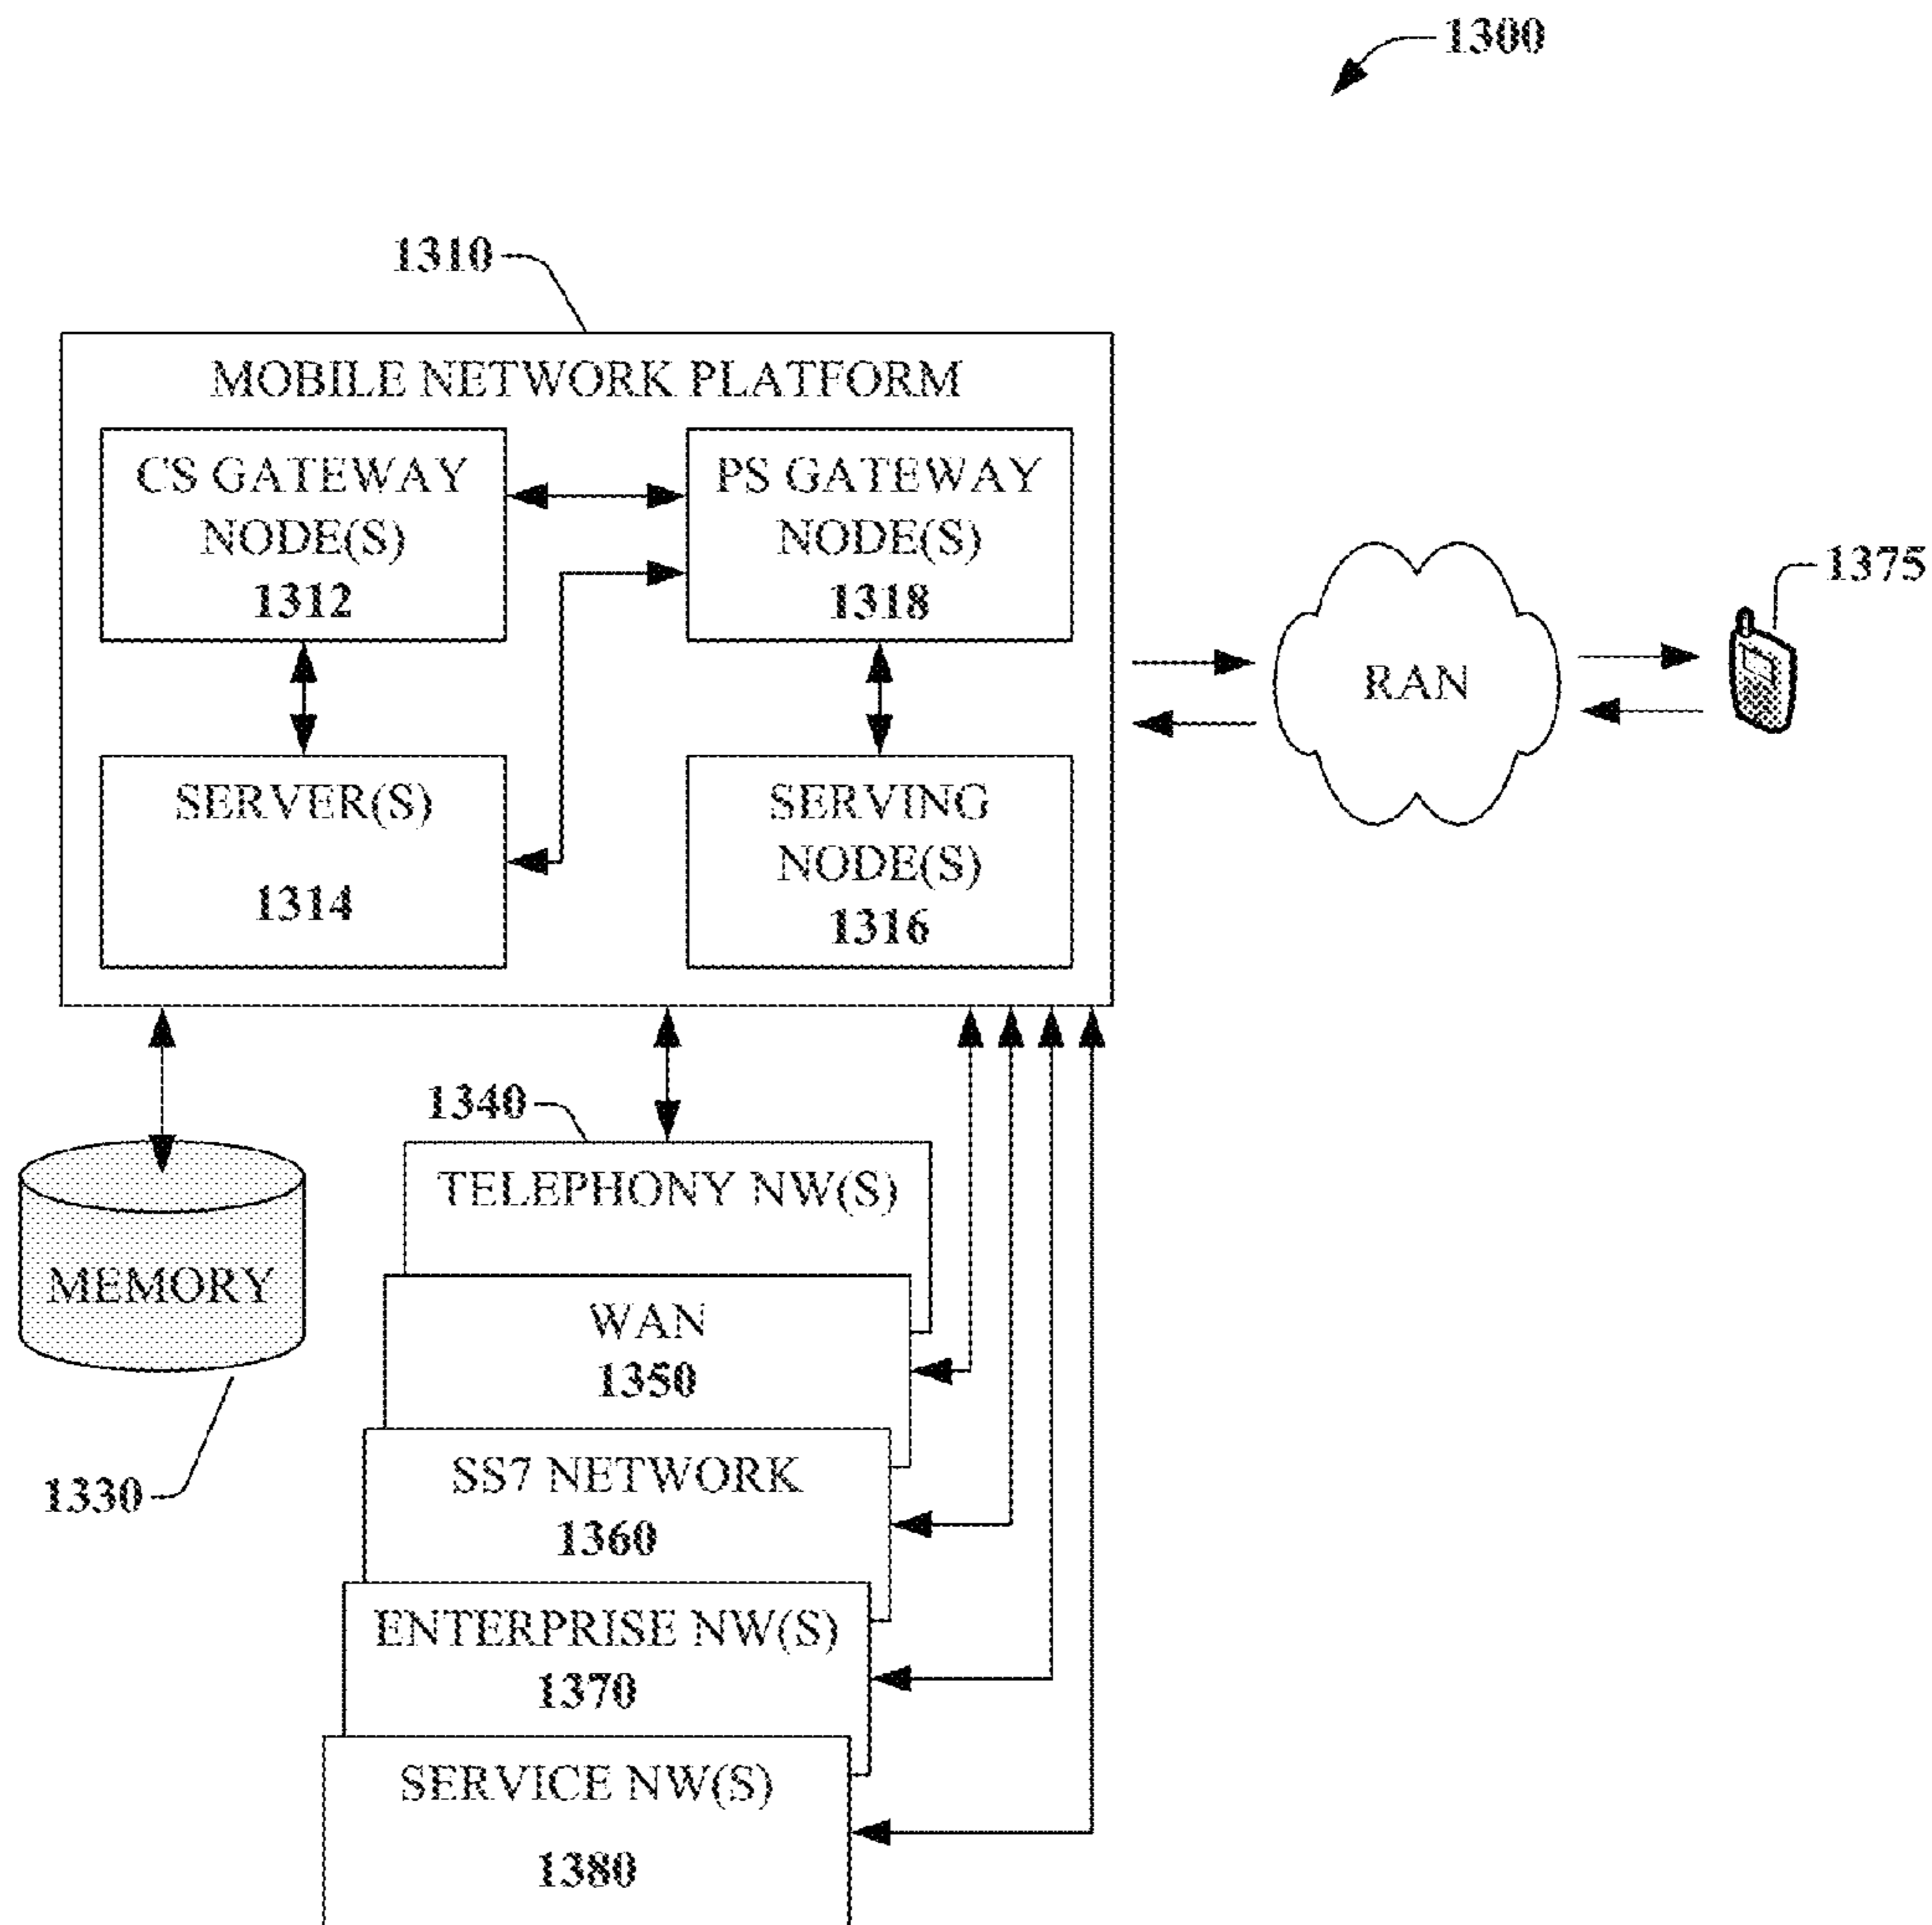 1300
1310
MOBILE NETWORK PLATFORM
CS GATEWAY
NODE(S)
1312
PS GATEWAY
NODE(S)
1318
SERVER(S)
1314
SERVING
NODE(S)
1316
RAN
1375
1340
TELEPHONY NW(S)
MEMORY
1330
WAN
1350
SS7 NETWORK
1360
ENTERPRISE NW(S)
1370
SERVICE NW(S)
1380